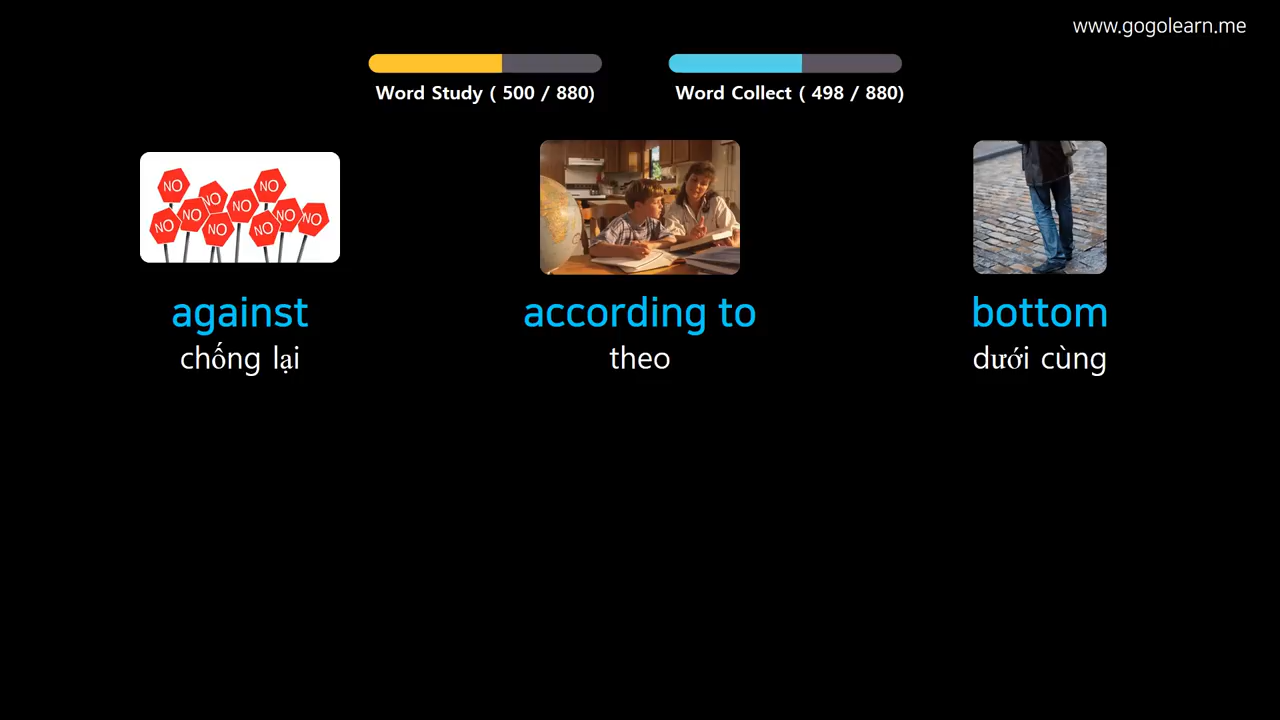 www.gogolearn.me
Word Study ( 500 / 880)
Word Collect ( 498 / 880)
NO NO NO NO NO NO NO NO NO NO
against
chống lại
according to
theo
bottom
dưới cùng